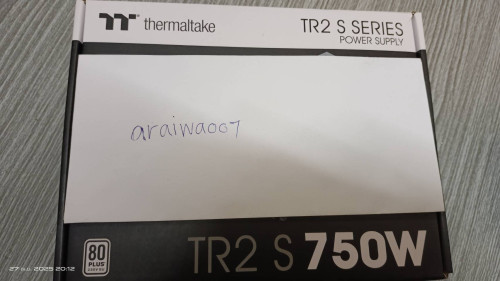 thermaltake
TR2 S SERIES
POWER SUPPLY
araiwa007
80
PLUS
TR2 S 750W